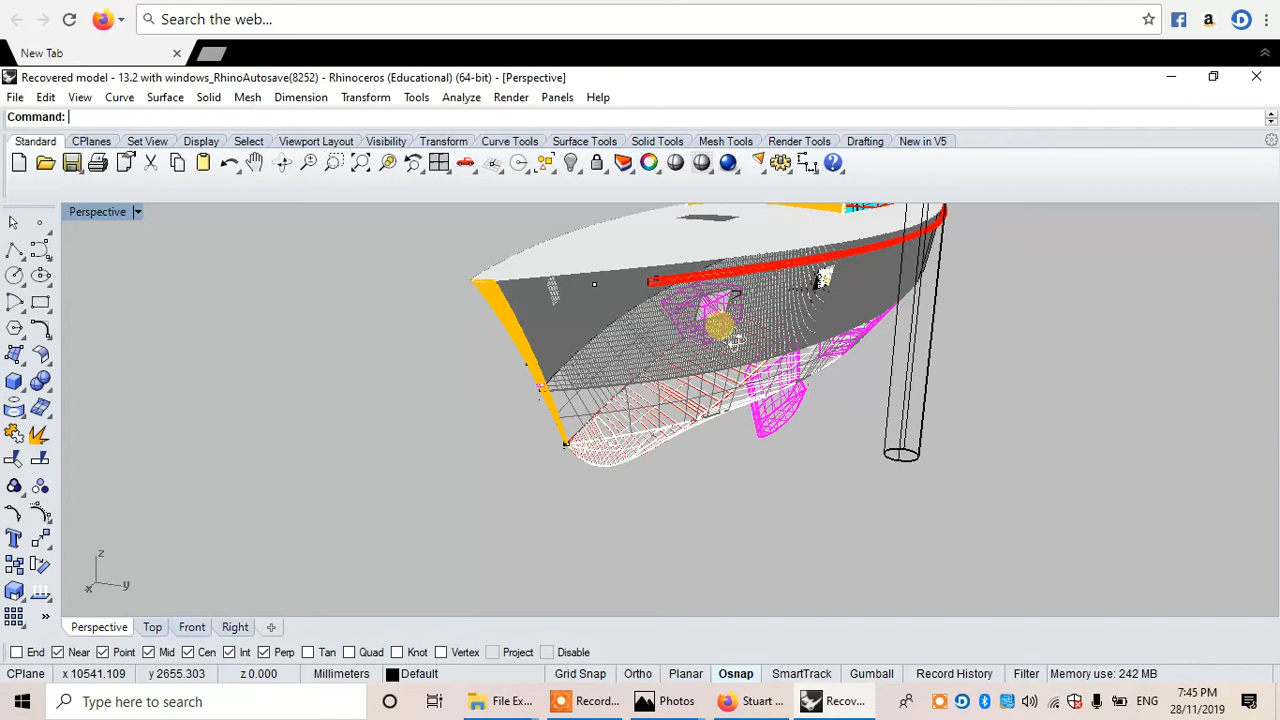 Search the web...
New Tab
Recovered model - 13.2 with windows_RhinoAutosave(8252) - Rhinoceros (Educational) (64-bit) - [Perspective]
File Edit View Curve Surface Solid Mesh Dimension Transform Tools Analyze Render Panels Help
Command:
Standard CPlanes Set View Display Select Viewport Layout Visibility Transform Curve Tools Surface Tools Solid Tools Mesh Tools Render Tools Drafting New in V5
Perspective
z
x y
Perspective Top Front Right
End Near Point Mid Cen Int Perp Tan Quad Knot Vertex Project Disable
CPlane x 10541.109 y 2655.303 z 0.000 Millimeters Default Grid Snap Ortho Planar Osnap SmartTrack Gumball Record History Filter Memory use: 242 MB
Type here to search File Ex... Record... Photos Stuart ... Recov... ENG 7:45 PM
28/11/2019